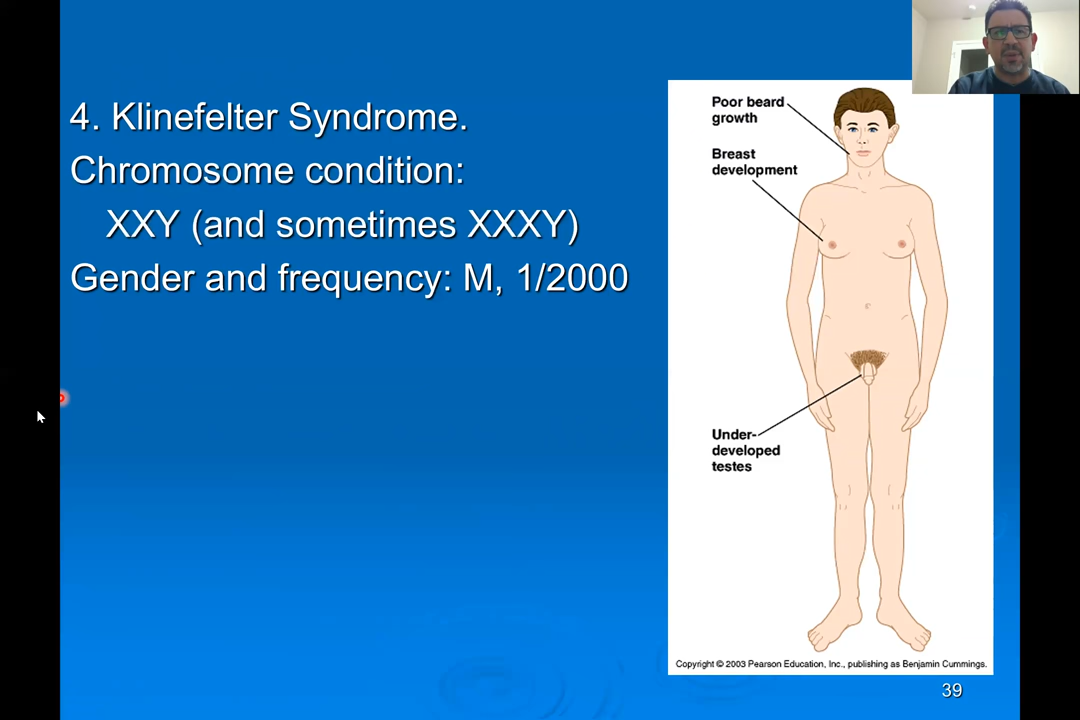 4. Klinefelter Syndrome.
Chromosome condition:
XXY (and sometimes XXXY)
Gender and frequency: M, 1/2000
Poor beard
growth
Breast
development
Under-
developed
testes
Copyright © 2003 Pearson Education, Inc., publishing as Benjamin Cummings.
39